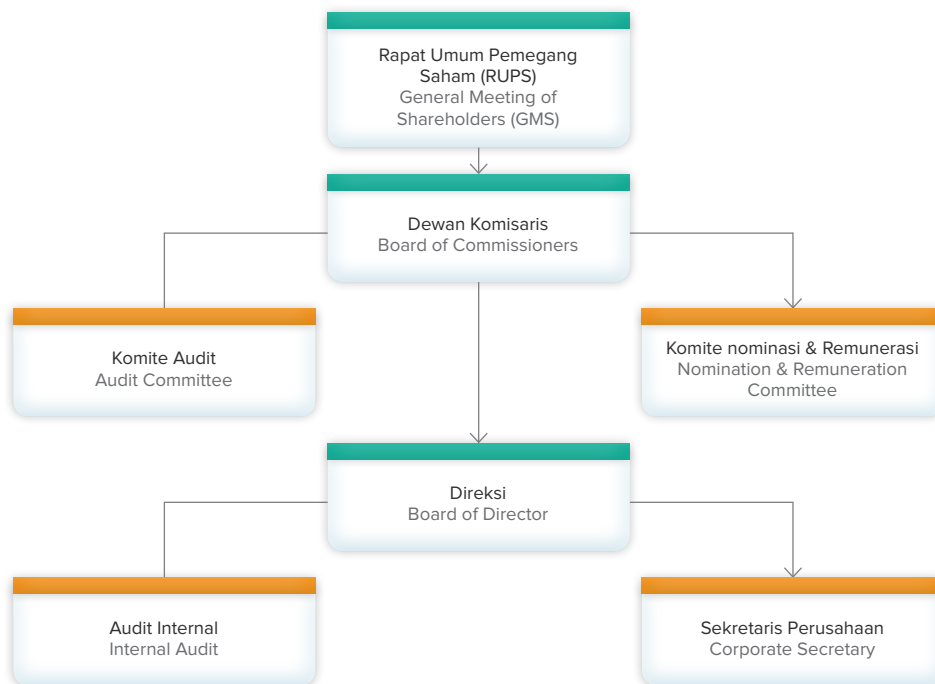 Rapat Umum Pemegang
Saham (RUPS)
General Meeting of
Shareholders (GMS)
Dewan Komisaris
Board of Commissioners
Komite Audit
Audit Committee
Komite nominasi & Remunerasi
Nomination & Remuneration
Committee
Direksi
Board of Director
Audit Internal
Internal Audit
Sekretaris Perusahaan
Corporate Secretary